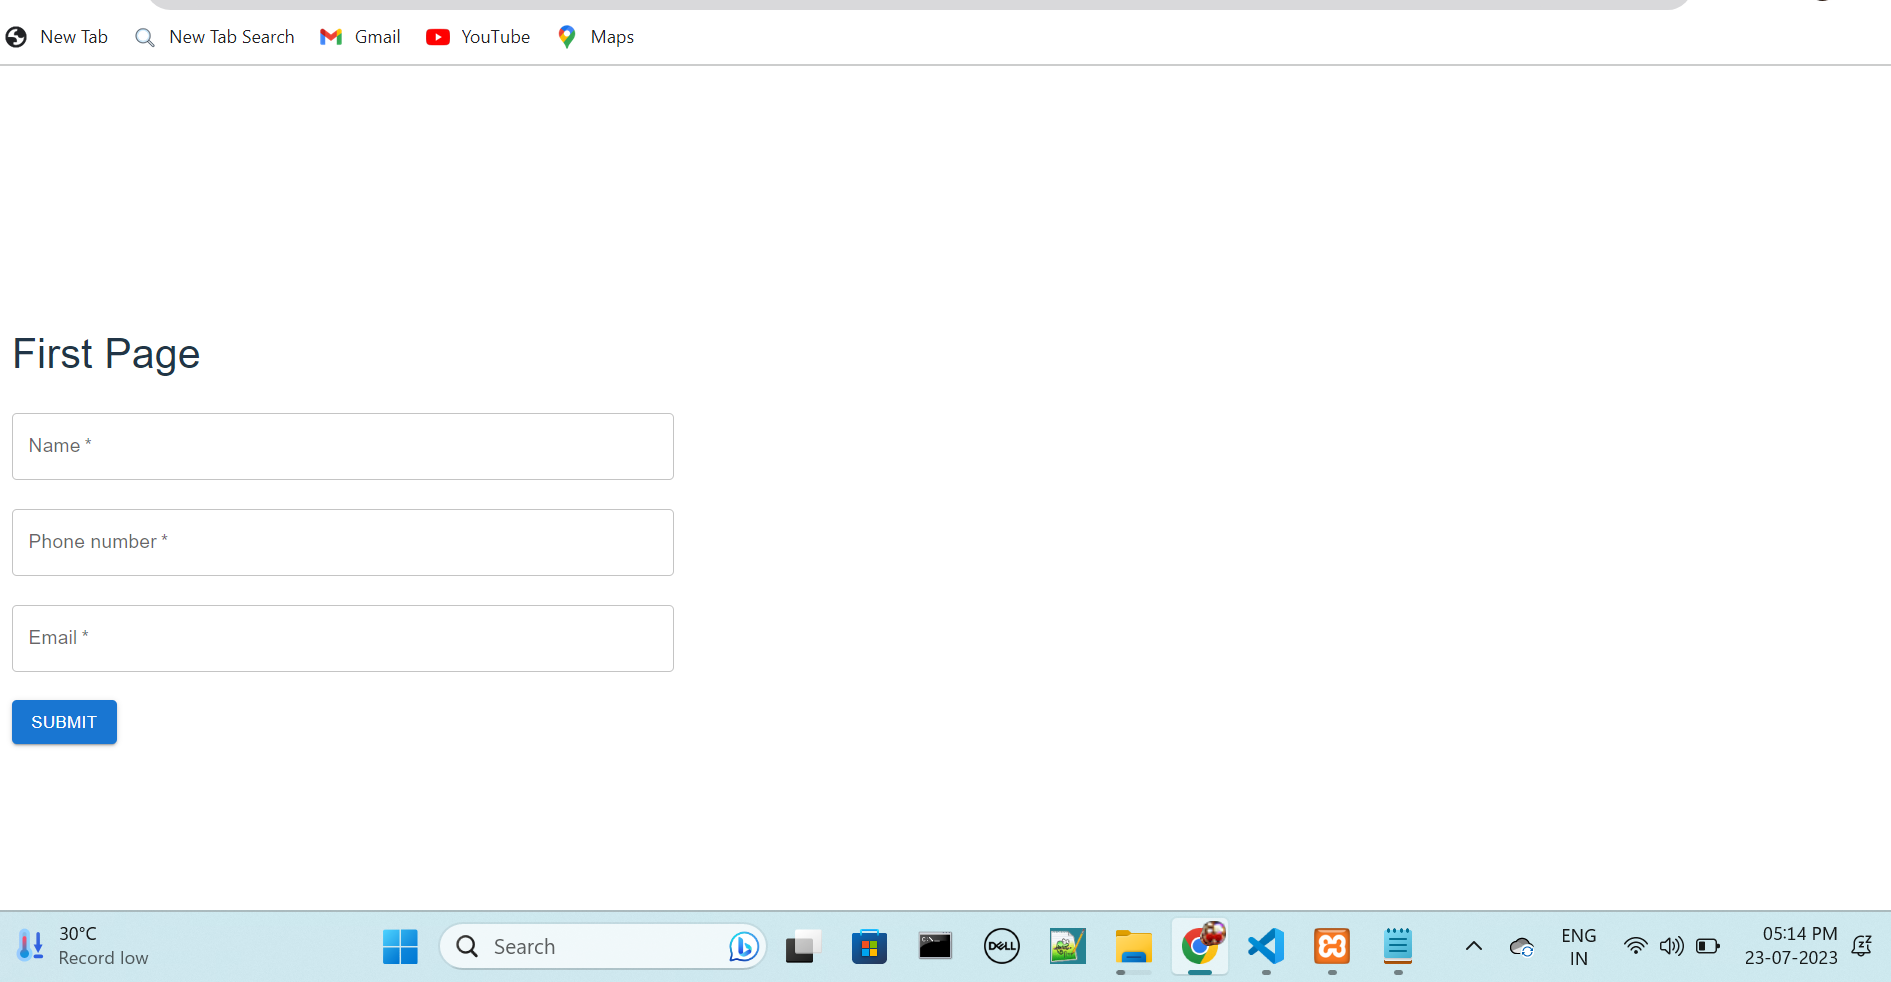 New Tab New Tab Search Gmail YouTube Maps
First Page
Name *
Phone number *
Email *
SUBMIT
30°C
Record low
Search
DELL
ENG
IN
05:14 PM
23-07-2023